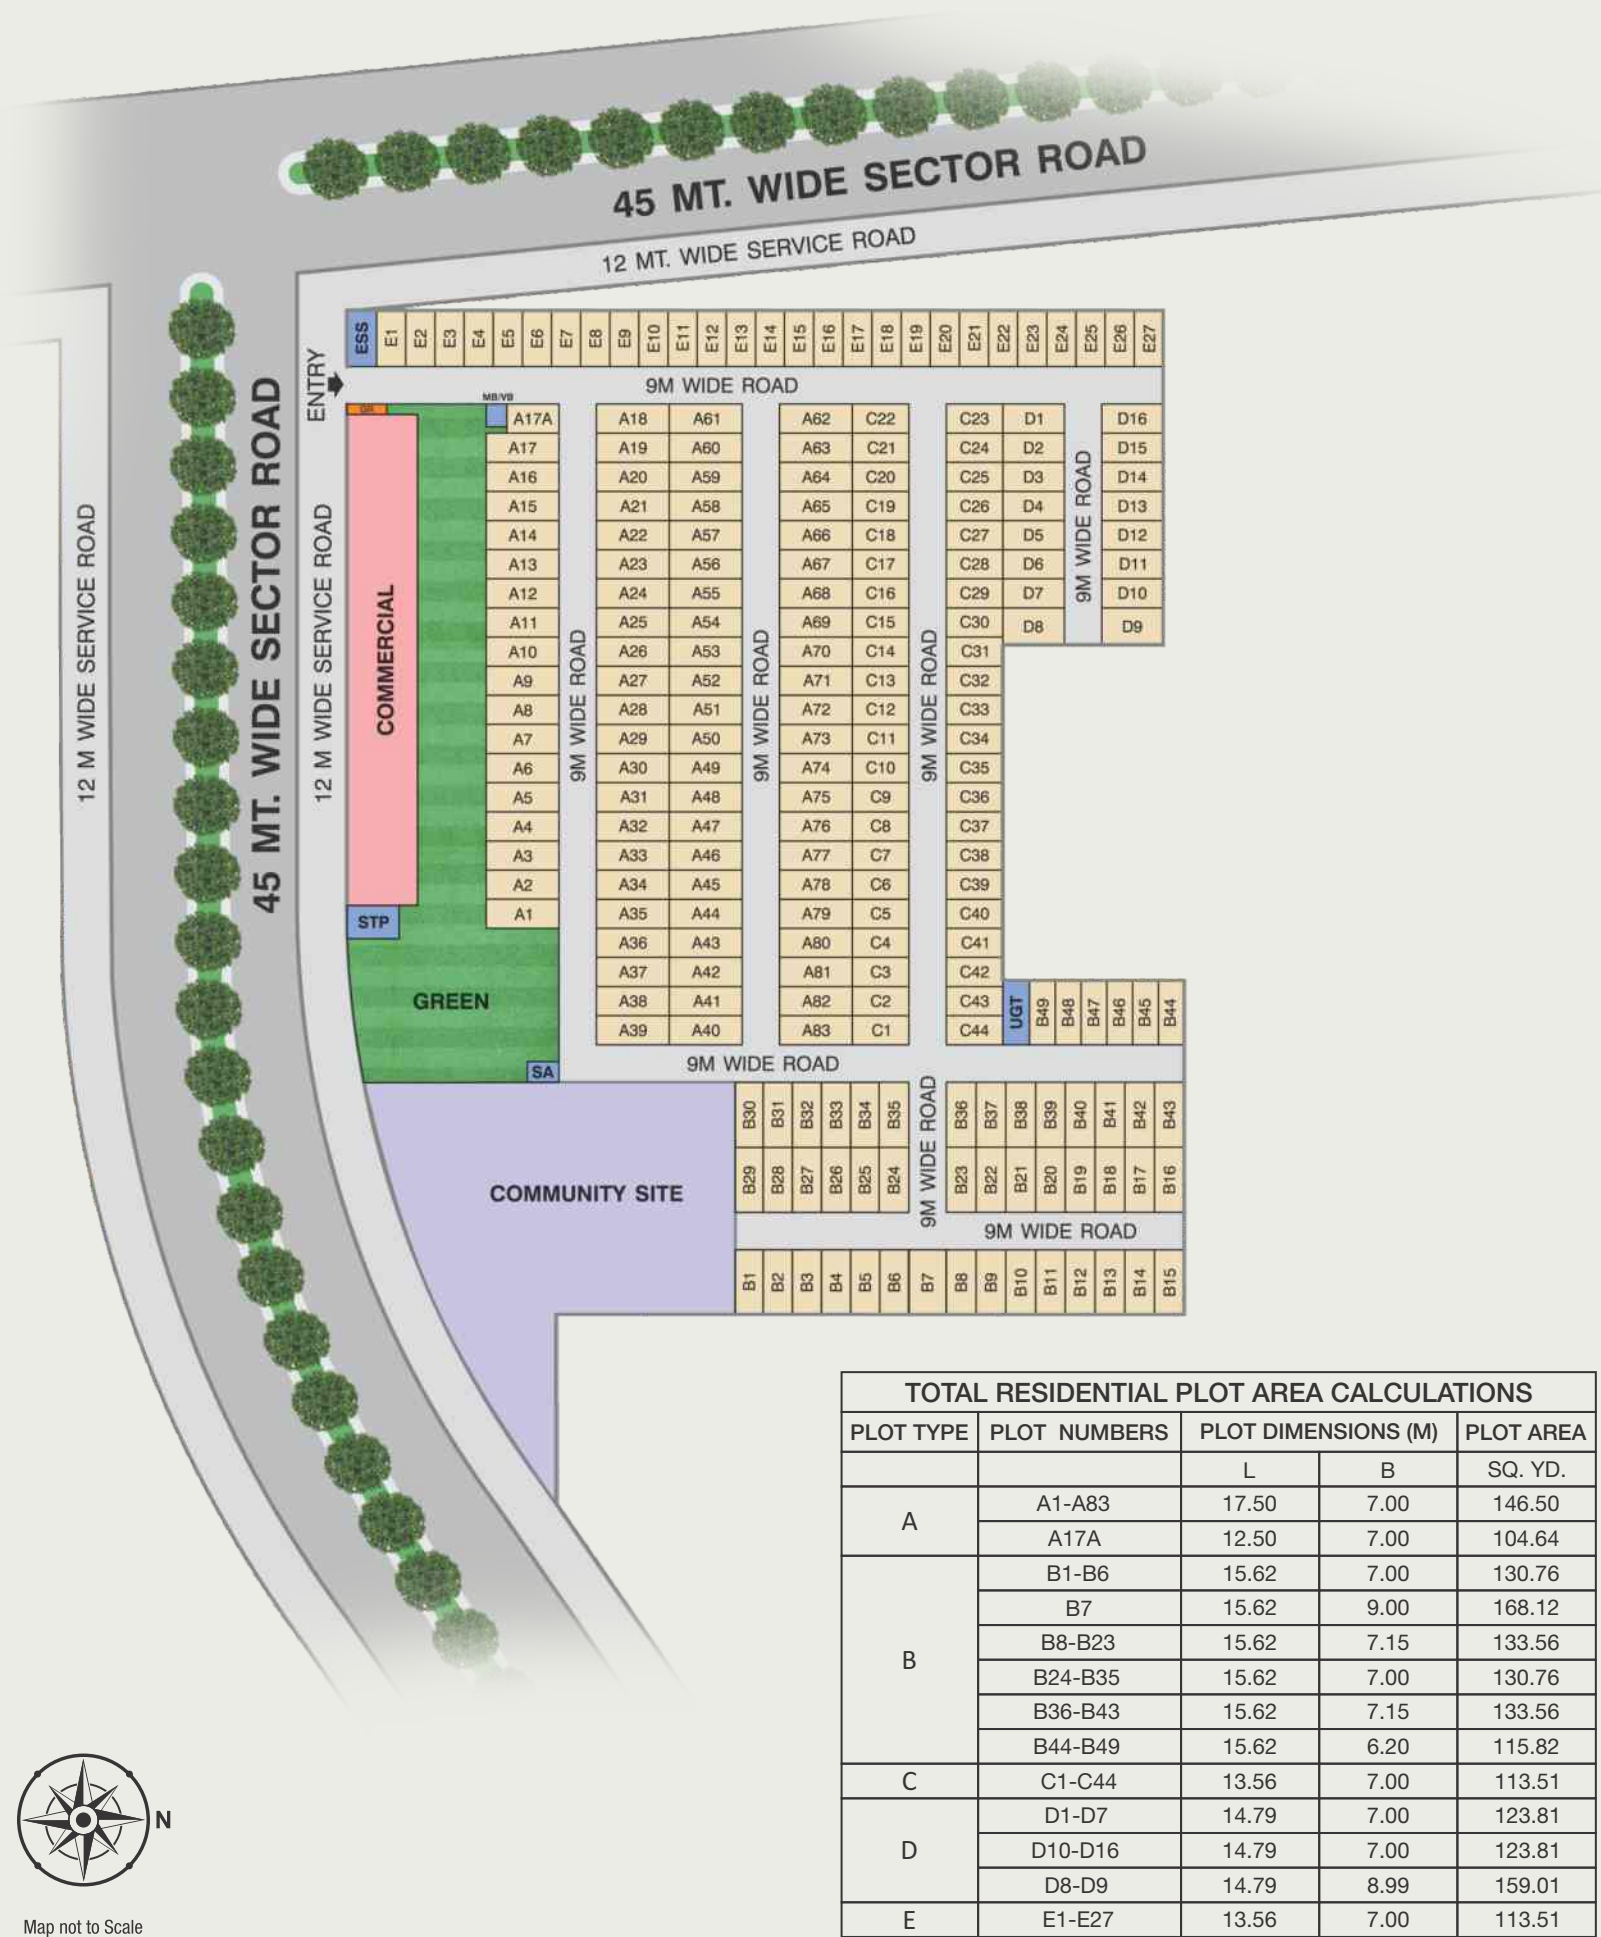 45 MT. WIDE SECTOR ROAD
12 MT. WIDE SERVICE ROAD
ESS E1 E2 E3 E4 E5 E6 E7 E8 E9 E10 E11 E12 E13 E14 E15 E16 E17 E18 E19 E20 E21 E22 E23 E24 E25 E26 E27
ENTRY
9M WIDE ROAD
GR
MB/VB
A17A A18 A61 A62 C22 C23 D1 D16
A17 A19 A60 A63 C21 C24 D2 D15
A16 A20 A59 A64 C20 C25 D3 D14
A15 A21 A58 A65 C19 C26 D4 D13
A14 A22 A57 A66 C18 C27 D5 D12
A13 A23 A56 A67 C17 C28 D6 D11
A12 A24 A55 A68 C16 C29 D7 D10
A11 A25 A54 A69 C15 C30 D8 D9
A10 A26 A53 A70 C14 C31
A9 A27 A52 A71 C13 C32
A8 A28 A51 A72 C12 C33
A7 A29 A50 A73 C11 C34
A6 A30 A49 A74 C10 C35
A5 A31 A48 A75 C9 C36
A4 A32 A47 A76 C8 C37
A3 A33 A46 A77 C7 C38
A2 A34 A45 A78 C6 C39
A1 A35 A44 A79 C5 C40
A36 A43 A80 C4 C41
A37 A42 A81 C3 C42
A38 A41 A82 C2 C43
A39 A40 A83 C1 C44
12 M WIDE SERVICE ROAD
45 MT. WIDE SECTOR ROAD
12 M WIDE SERVICE ROAD
COMMERCIAL
9M WIDE ROAD
9M WIDE ROAD
9M WIDE ROAD
9M WIDE ROAD
STP
GREEN
SA
UGT B49 B48 B47 B46 B45 B44
9M WIDE ROAD
B30 B31 B32 B33 B34 B35 B36 B37 B38 B39 B40 B41 B42 B43
9M WIDE ROAD
B29 B28 B27 B26 B25 B24 B23 B22 B21 B20 B19 B18 B17 B16
COMMUNITY SITE
9M WIDE ROAD
B1 B2 B3 B4 B5 B6 B7 B8 B9 B10 B11 B12 B13 B14 B15
TOTAL RESIDENTIAL PLOT AREA CALCULATIONS
PLOT TYPE PLOT NUMBERS PLOT DIMENSIONS (M) PLOT AREA
L B SQ. YD.
A A1-A83 17.50 7.00 146.50
A17A 12.50 7.00 104.64
B B1-B6 15.62 7.00 130.76
B7 15.62 9.00 168.12
B8-B23 15.62 7.15 133.56
B24-B35 15.62 7.00 130.76
B36-B43 15.62 7.15 133.56
B44-B49 15.62 6.20 115.82
C C1-C44 13.56 7.00 113.51
D D1-D7 14.79 7.00 123.81
D10-D16 14.79 7.00 123.81
D8-D9 14.79 8.99 159.01
E E1-E27 13.56 7.00 113.51
N
Map not to Scale